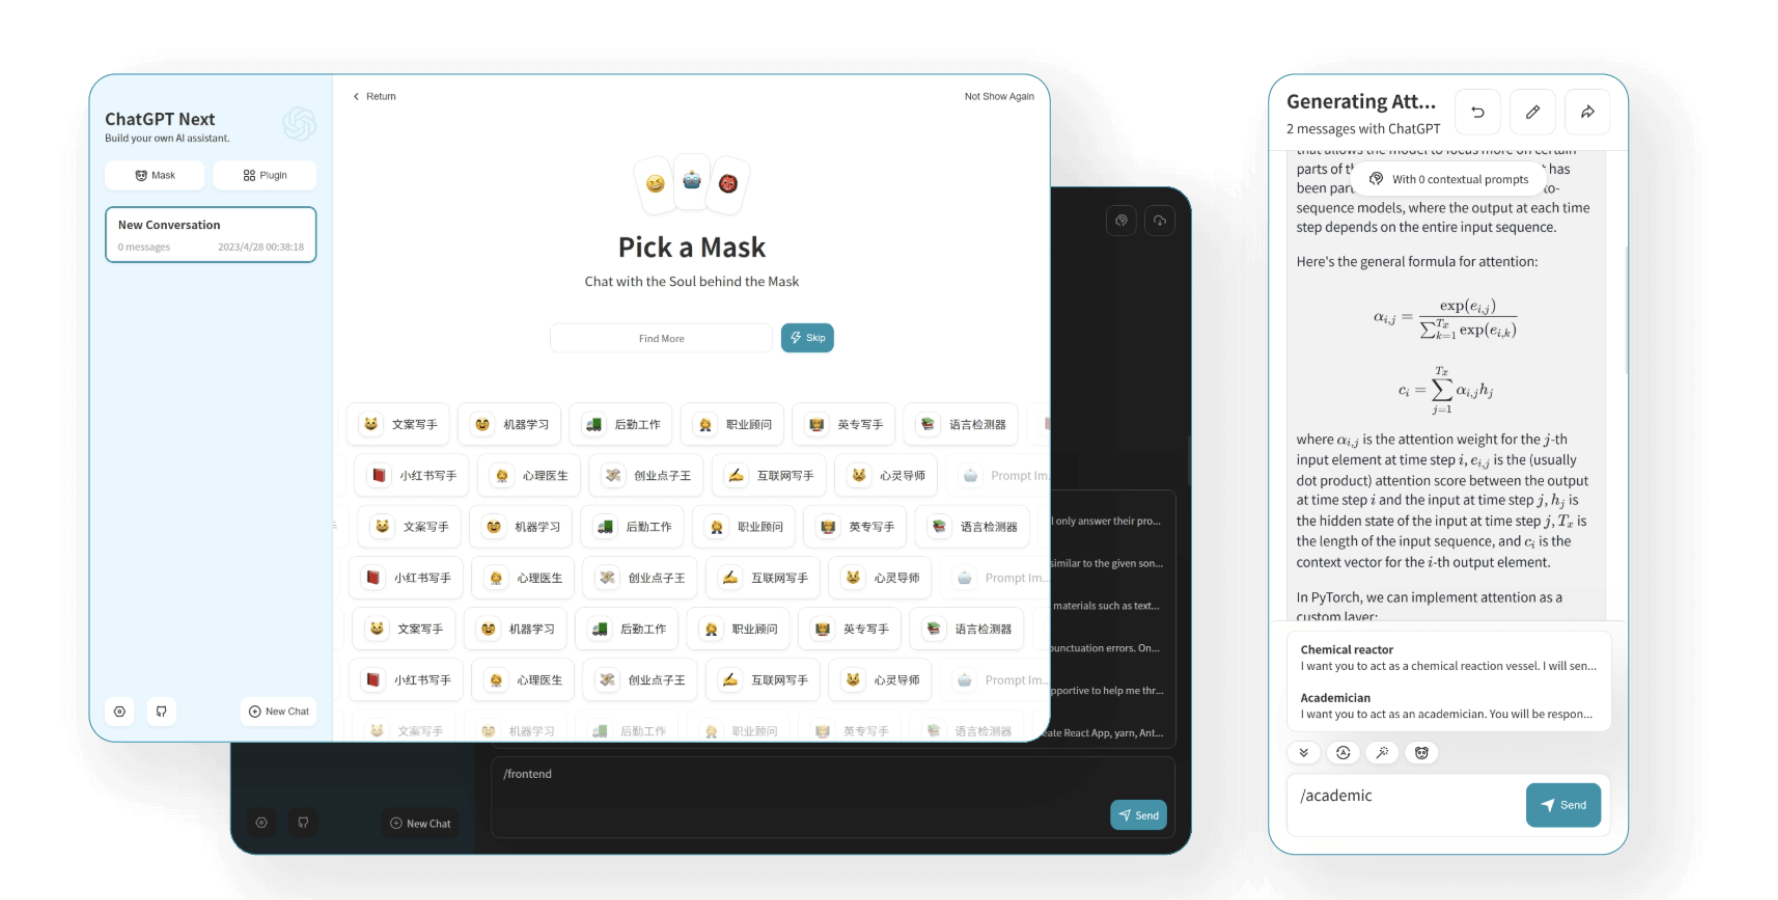 ChatGPT Next
Build your own AI assistant.
Mask
Plugin
New Conversation
0 messages
2023/4/28 00:38:18
New Chat
Return
Not Show Again
Pick a Mask
Chat with the Soul behind the Mask
Find More
Skip
文案写手 机器学习 后勤工作 职业顾问 英专写手 语言检测器
小红书写手 心理医生 创业点子王 互联网写手 心灵导师 Prompt Im...
文案写手 机器学习 后勤工作 职业顾问 英专写手 语言检测器
小红书写手 心理医生 创业点子王 互联网写手 心灵导师 Prompt Im...
文案写手 机器学习 后勤工作 职业顾问 英专写手 语言检测器
小红书写手 心理医生 创业点子王 互联网写手 心灵导师 Prompt Im...
文案写手 机器学习 后勤工作 职业顾问 英专写手 语言检测器
only answer their pro...
similar to the given son...
materials such as text...
punctuation errors. On...
to help me thr...
React App, yarn, Ant...
/frontend
New Chat
Send
Generating Att...
2 messages with ChatGPT
that allows the model to focus more on certain
parts of has
been
sequence models, where the output at each time
step depends on the entire input sequence.
With 0 contextual prompts
Here's the general formula for attention:
α_{i,j} = exp(e_{i,j}) / ∑_{k=1}^{T_x} exp(e_{i,k})
c_i = ∑_{j=1}^{T_x} α_{i,j} h_j
where α_{i,j} is the attention weight for the j-th
input element at time step i, e_{i,j} is the (usually
dot product) attention score between the output
at time step i and the input at time step j, h_j is
the hidden state of the input at time step j, T_x is
the length of the input sequence, and c_i is the
context vector for the i-th output element.
In PyTorch, we can implement attention as a
custom layer:
Chemical reactor
I want you to act as a chemical reaction vessel. I will sen...
Academician
I want you to act as an academician. You will be respon...
/academic
Send